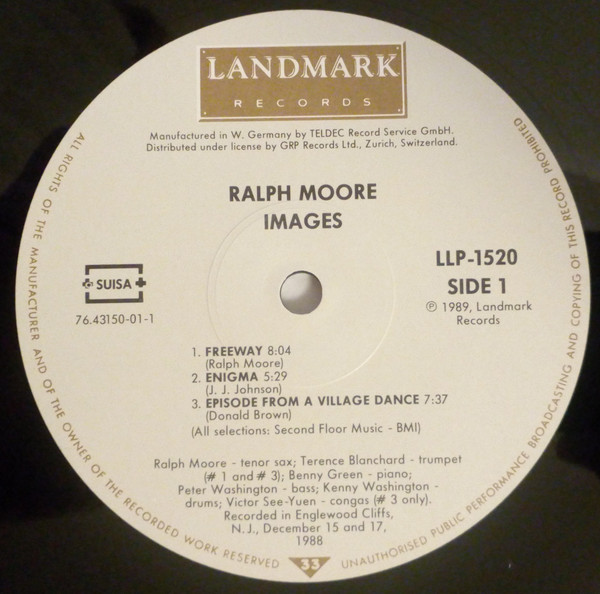 LANDMARK
RECORDS
Manufactured in W. Germany by TELDEC Record Service GmbH.
Distributed under license by GRP Records Ltd., Zurich, Switzerland.
RALPH MOORE
IMAGES
LLP-1520
SIDE 1
℗ 1989, Landmark
Records
SUISA
76.43150-01-1
1. FREEWAY 8:04
(Ralph Moore)
2. ENIGMA 5:29
(J. J. Johnson)
3. EPISODE FROM A VILLAGE DANCE 7:37
(Donald Brown)
(All selections: Second Floor Music - BMI)
Ralph Moore - tenor sax; Terence Blanchard - trumpet
(# 1 and # 3); Benny Green - piano;
Peter Washington - bass; Kenny Washington -
drums; Victor See-Yuen - congas (# 3 only).
Recorded in Englewood Cliffs,
N.J., December 15 and 17,
1988
33
ALL RIGHTS OF THE MANUFACTURER AND OF THE OWNER OF THE RECORDED WORK RESERVED
UNAUTHORISED PUBLIC PERFORMANCE BROADCASTING AND COPYING OF THIS RECORD PROHIBITED